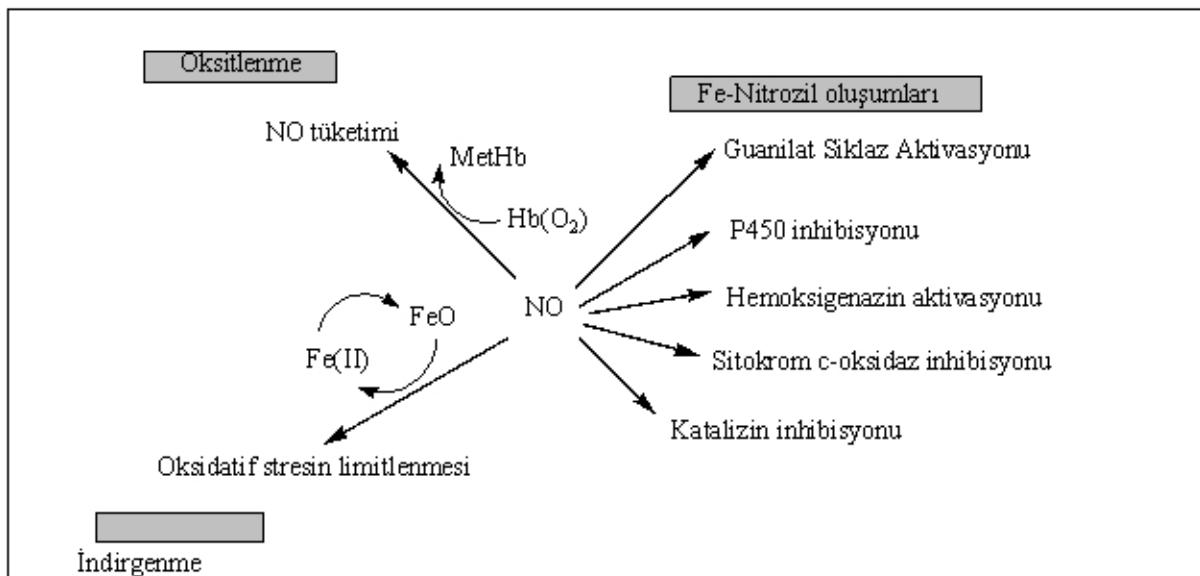 Oksitlenme
Fe-Nitrozil oluşumları
NO tüketimi
MetHb
Hb(O₂)
Guanilat Siklaz Aktivasyonu
P450 inhibisyonu
NO
Hemoksigenazin aktivasyonu
FeO
Fe(II)
Sitokrom c-oksidaz inhibisyonu
Katalizin inhibisyonu
Oksidatif stresin limitlenmesi
İndirgenme